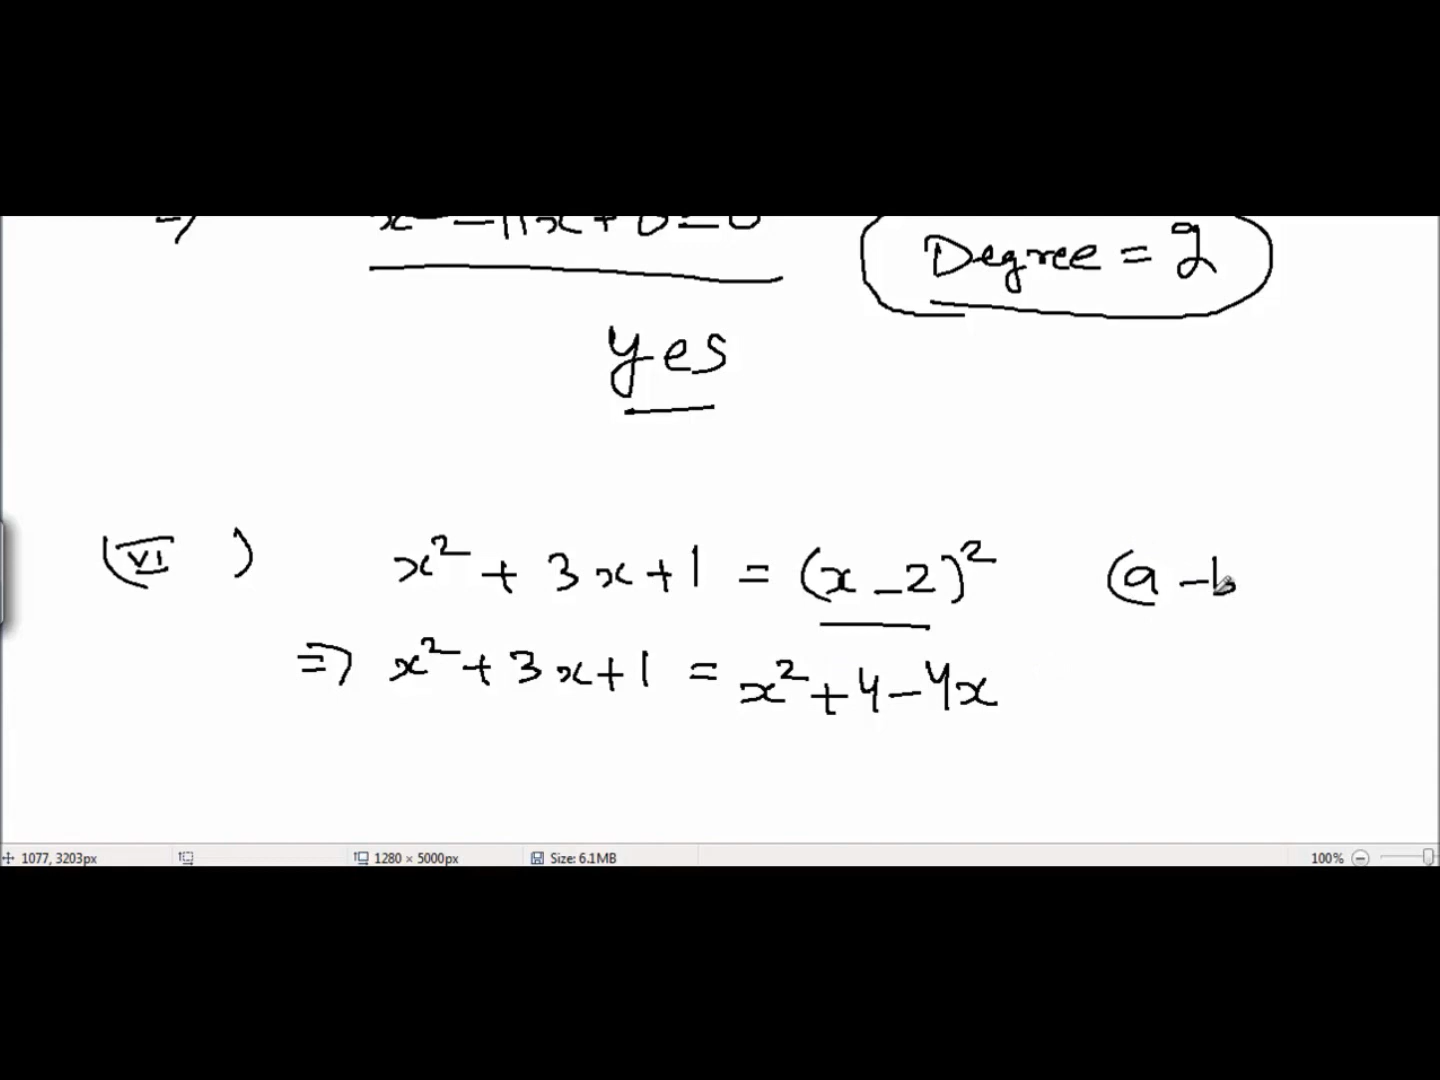 Degree = 2
yes
(VI) x² + 3x + 1 = (x - 2)² (a - b
⇒ x² + 3x + 1 = x² + 4 - 4x
1077, 3203px 1280 × 5000px Size: 6.1MB 100%